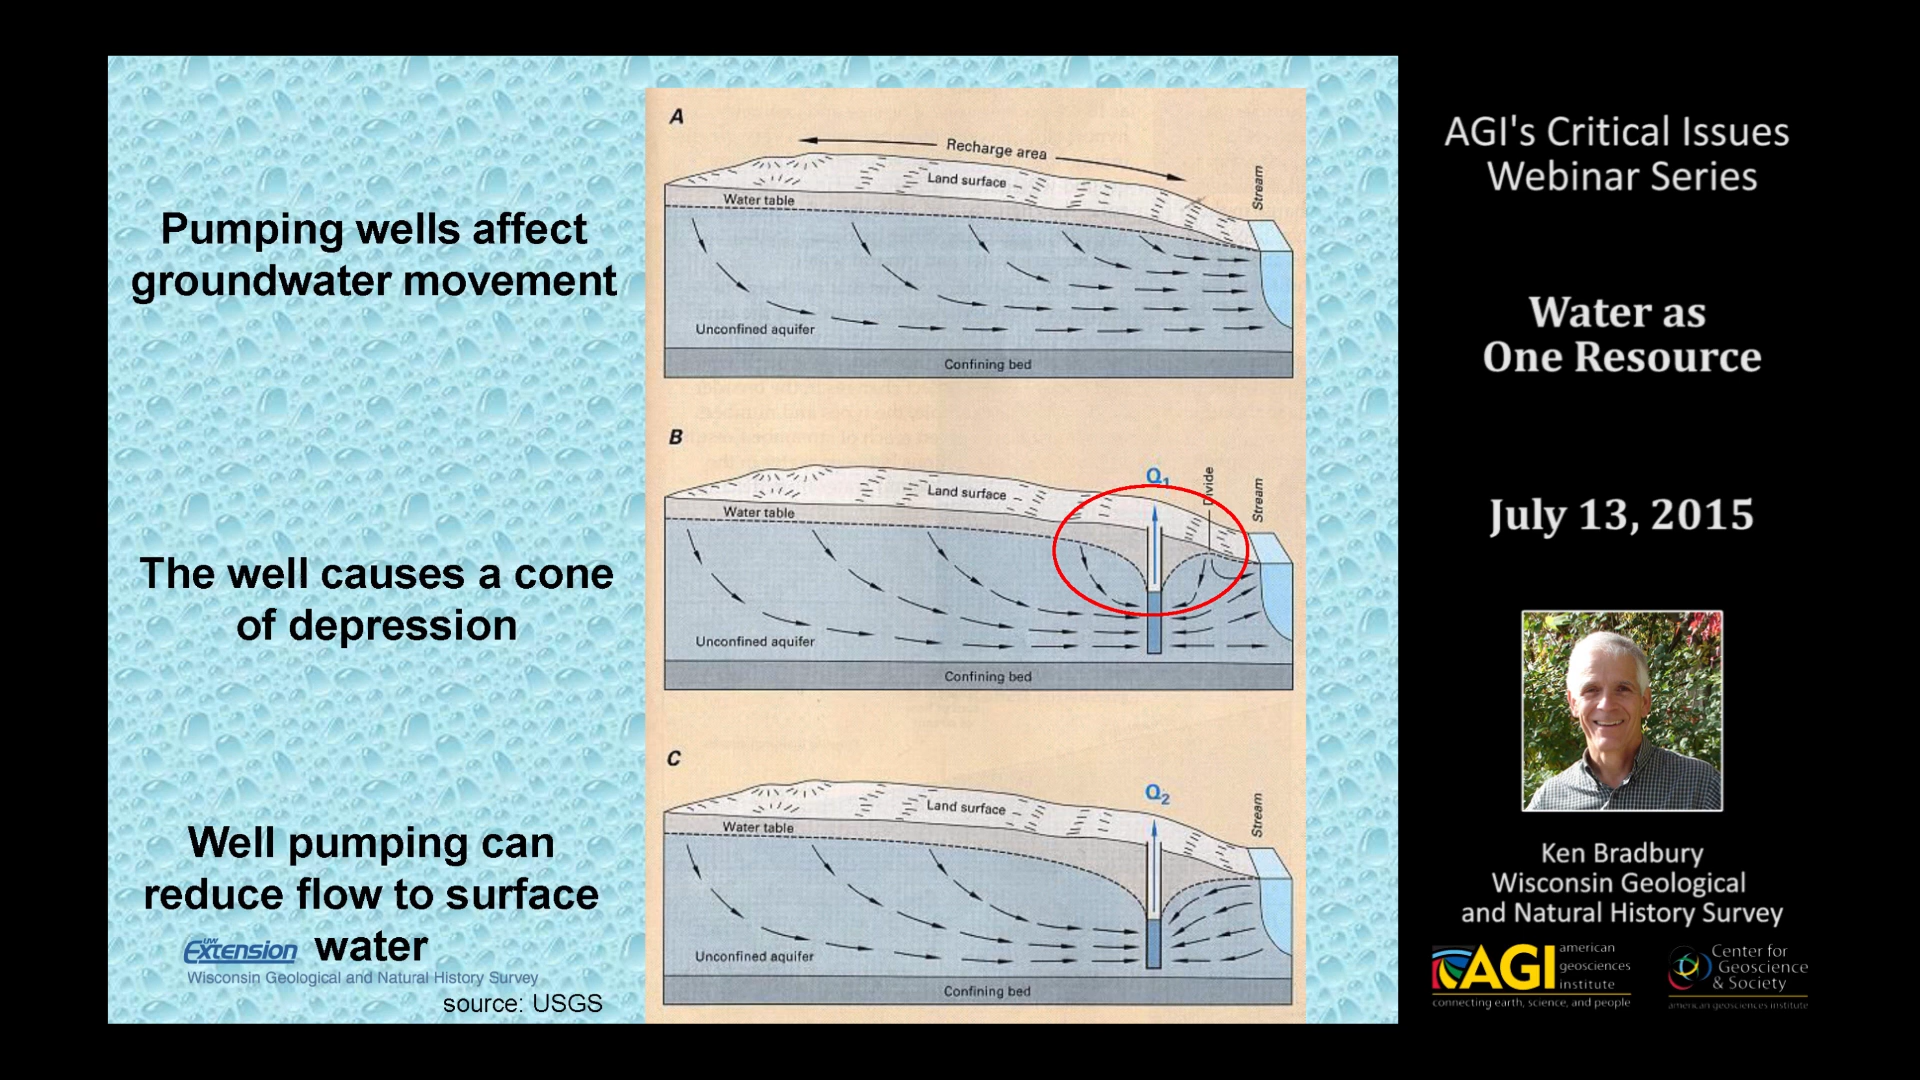 Pumping wells affect
groundwater movement
The well causes a cone
of depression
Well pumping can
reduce flow to surface
water
UW
Extension
Wisconsin Geological and Natural History Survey
source: USGS
A
Recharge area
Land surface
Water table
Stream
Unconfined aquifer
Confining bed
B
Q1
Divide
Stream
Land surface
Water table
Unconfined aquifer
Confining bed
C
Q2
Stream
Land surface
Water table
Unconfined aquifer
Confining bed
AGI's Critical Issues
Webinar Series
Water as
One Resource
July 13, 2015
Ken Bradbury
Wisconsin Geological
and Natural History Survey
AGI
american
geosciences
institute
connecting earth, science, and people
Center for
Geoscience
& Society
american geosciences institute